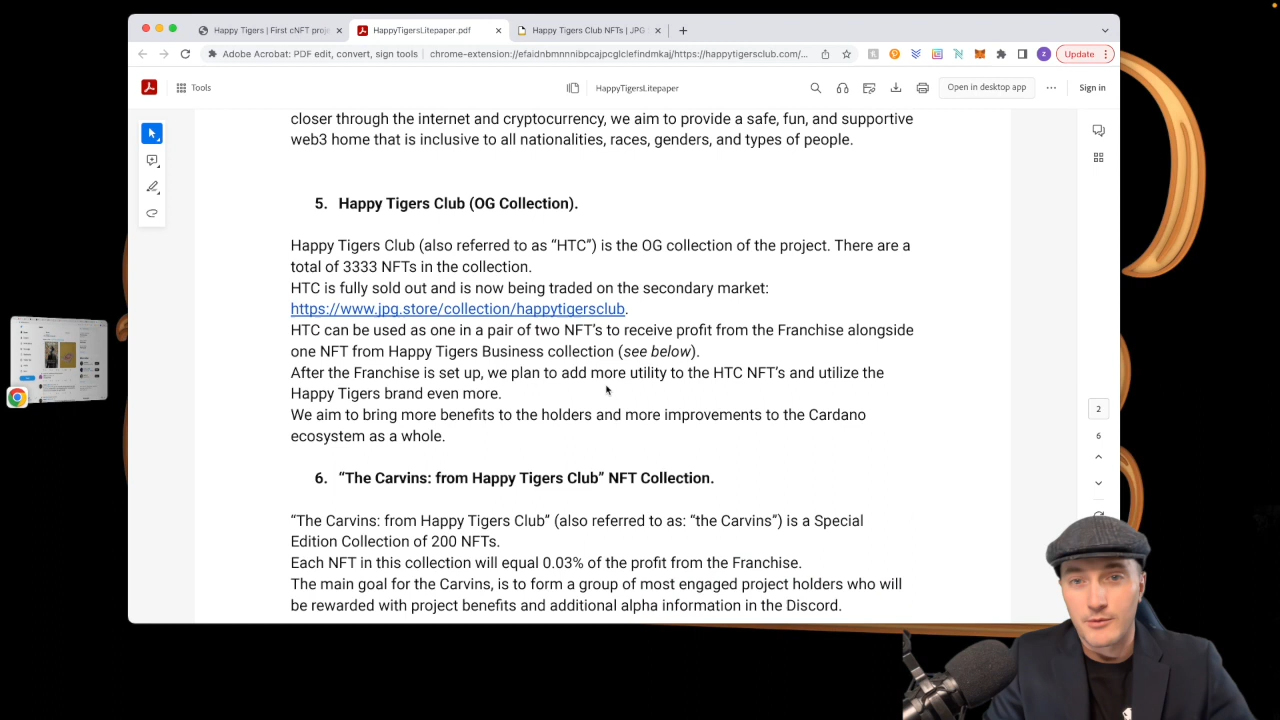 Happy Tigers | First cNFT proj
HappyTigersLitepaper.pdf
Happy Tigers Club NFTs | JPG
Adobe Acrobat: PDF edit, convert, sign tools
chrome-extension://efaidnbmnnnibpcajpcglclefindmkaj/https://happytigersclub.com/...
Update
Tools
HappyTigersLitepaper
Open in desktop app
Sign in
closer through the internet and cryptocurrency, we aim to provide a safe, fun, and supportive
web3 home that is inclusive to all nationalities, races, genders, and types of people.
5. Happy Tigers Club (OG Collection).
Happy Tigers Club (also referred to as “HTC”) is the OG collection of the project. There are a
total of 3333 NFTs in the collection.
HTC is fully sold out and is now being traded on the secondary market:
https://www.jpg.store/collection/happytigersclub.
HTC can be used as one in a pair of two NFT’s to receive profit from the Franchise alongside
one NFT from Happy Tigers Business collection (see below).
After the Franchise is set up, we plan to add more utility to the HTC NFT’s and utilize the
Happy Tigers brand even more.
We aim to bring more benefits to the holders and more improvements to the Cardano
ecosystem as a whole.
6. “The Carvins: from Happy Tigers Club” NFT Collection.
“The Carvins: from Happy Tigers Club” (also referred to as: “the Carvins”) is a Special
Edition Collection of 200 NFTs.
Each NFT in this collection will equal 0.03% of the profit from the Franchise.
The main goal for the Carvins, is to form a group of most engaged project holders who will
be rewarded with project benefits and additional alpha information in the Discord.
2
6